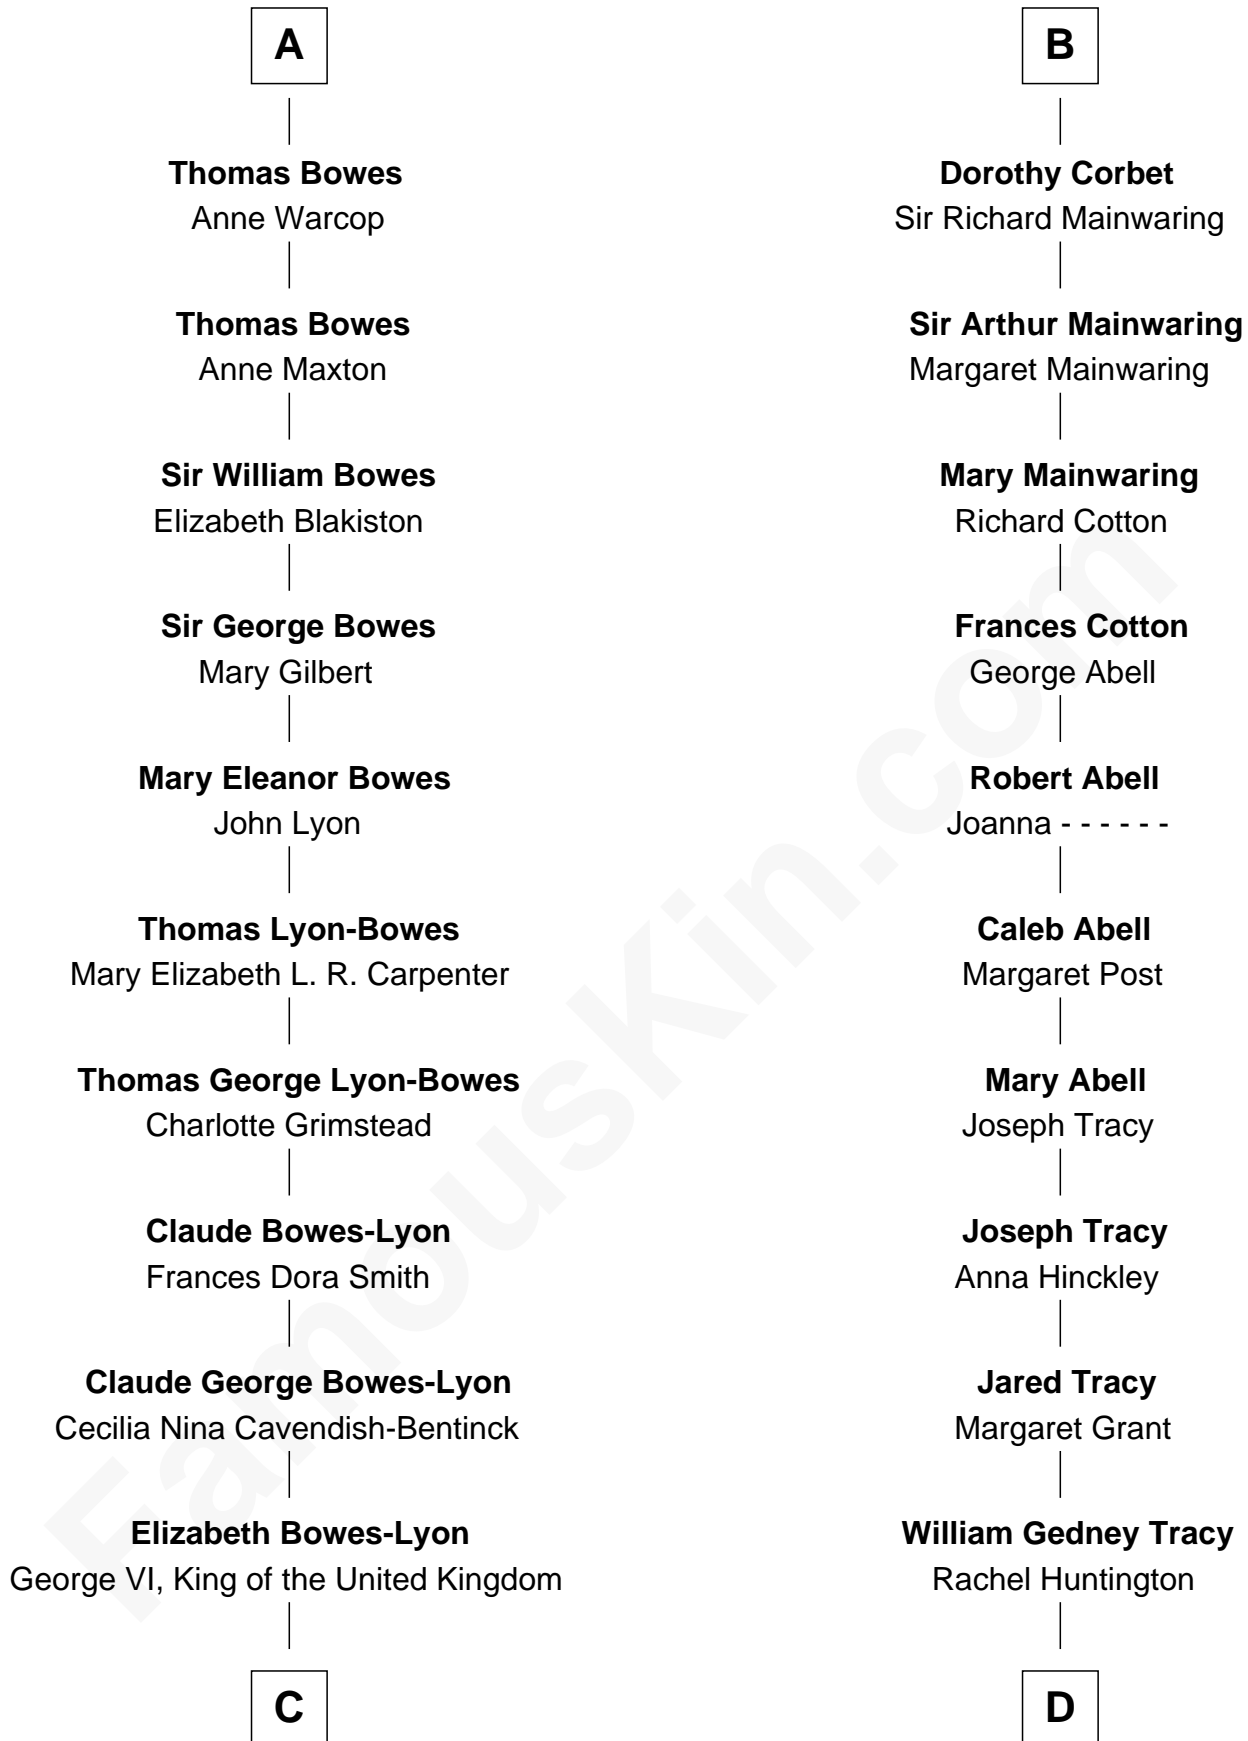 A
Thomas Bowes
Anne Warcop
Thomas Bowes
Anne Maxton
Sir William Bowes
Elizabeth Blakiston
Sir George Bowes
Mary Gilbert
Mary Eleanor Bowes
John Lyon
Thomas Lyon-Bowes
Mary Elizabeth L. R. Carpenter
Thomas George Lyon-Bowes
Charlotte Grimstead
Claude Bowes-Lyon
Frances Dora Smith
Claude George Bowes-Lyon
Cecilia Nina Cavendish-Bentinck
Elizabeth Bowes-Lyon
George VI, King of the United Kingdom
C
B
Dorothy Corbet
Sir Richard Mainwaring
Sir Arthur Mainwaring
Margaret Mainwaring
Mary Mainwaring
Richard Cotton
Frances Cotton
George Abell
Robert Abell
Joanna - - - - - -
Caleb Abell
Margaret Post
Mary Abell
Joseph Tracy
Joseph Tracy
Anna Hinckley
Jared Tracy
Margaret Grant
William Gedney Tracy
Rachel Huntington
D
FamousKin.com